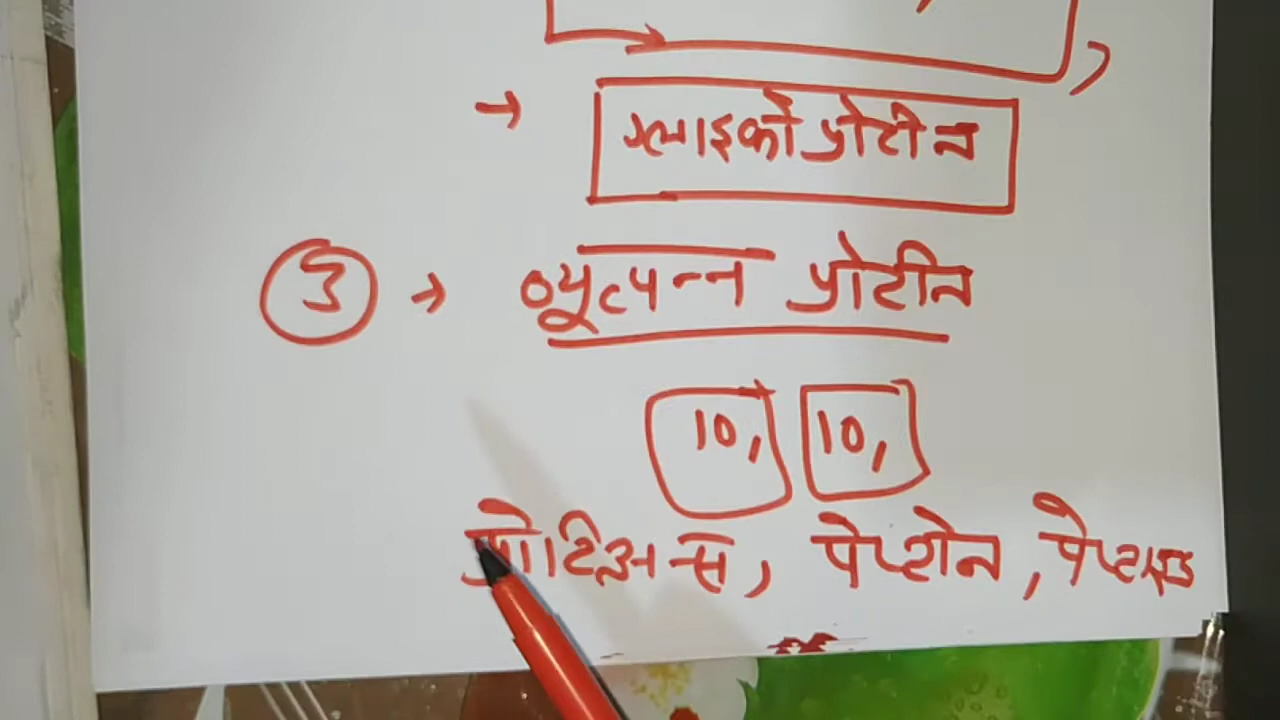 → ग्लाइको प्रोटीन
③ → व्यूत्पन्न प्रोटीन
10, 10,
प्रोटिअन्स, पेप्टोन, पेप्टाइड